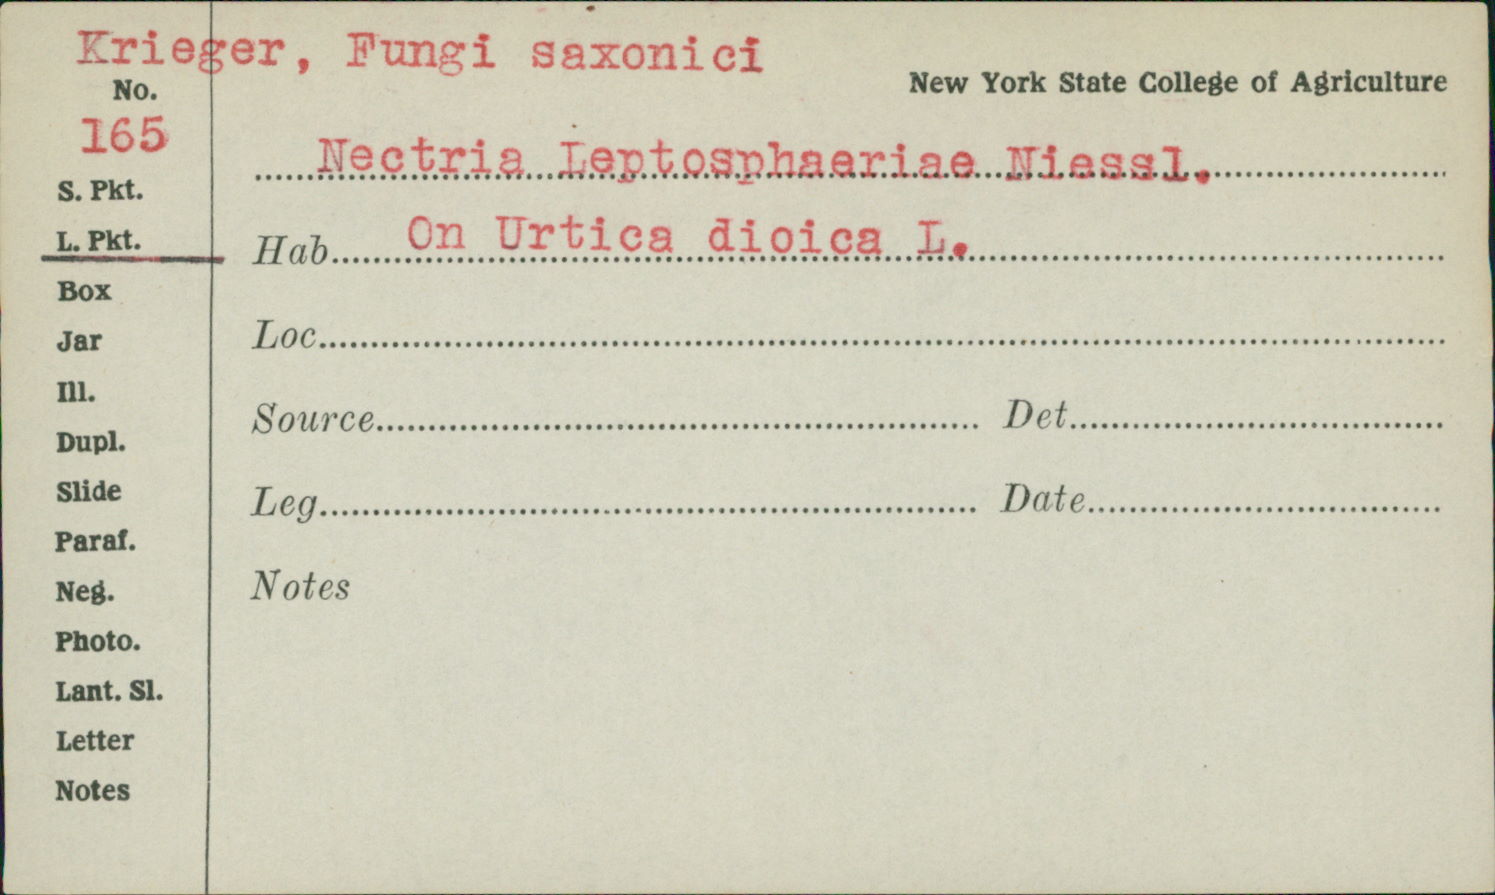 Krieger, Fungi saxonici
New York State College of Agriculture
No.
165
Nectria Leptosphaeriae Niessl.
S. Pkt.
L. Pkt.
Hab. On Urtica dioica L.
Box
Jar
Loc.
Ill.
Source Det.
Dupl.
Slide
Leg. Date
Paraf.
Neg.
Notes
Photo.
Lant. Sl.
Letter
Notes